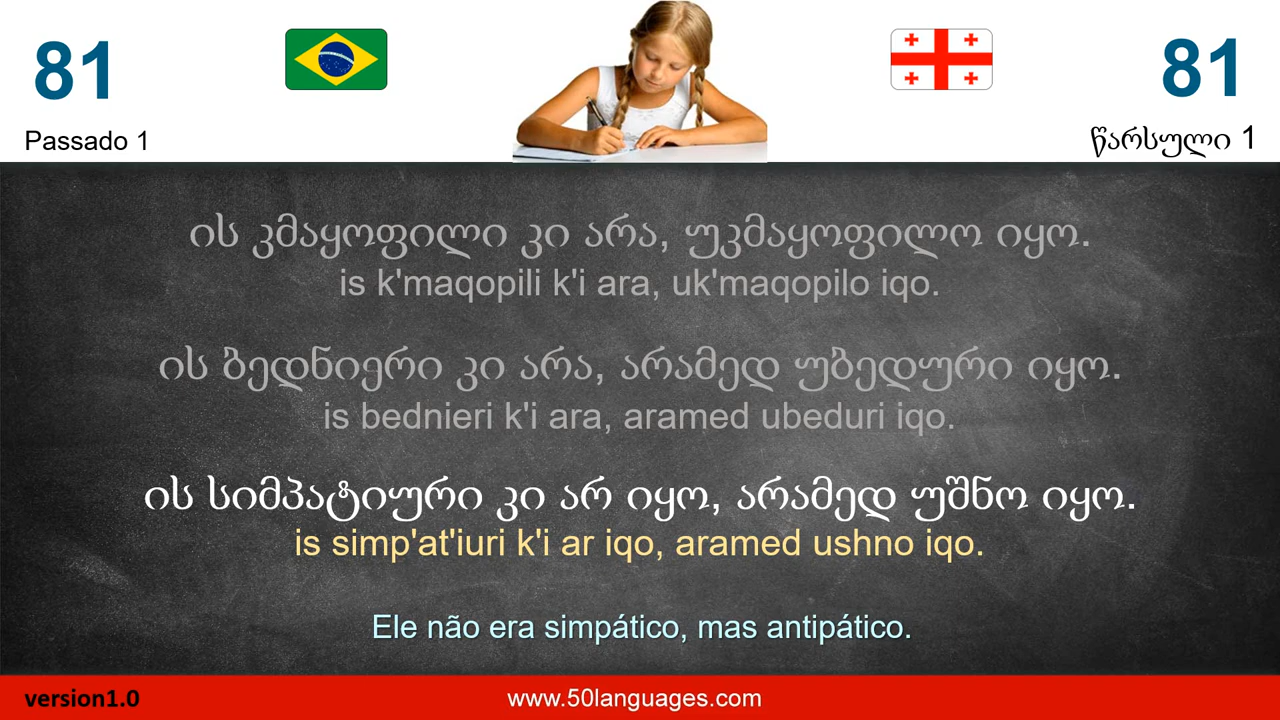 81
81
Passado 1
წარსული 1
ის კმაყოფილი კი არა, უკმაყოფილო იყო.
is k'maqopili k'i ara, uk'maqopilo iqo.
ის ბედნიერი კი არა, არამედ უბედური იყო.
is bednieri k'i ara, aramed ubeduri iqo.
ის სიმპატიური კი არ იყო, არამედ უშნო იყო.
is simp'at'iuri k'i ar iqo, aramed ushno iqo.
Ele não era simpático, mas antipático.
version1.0
www.50languages.com